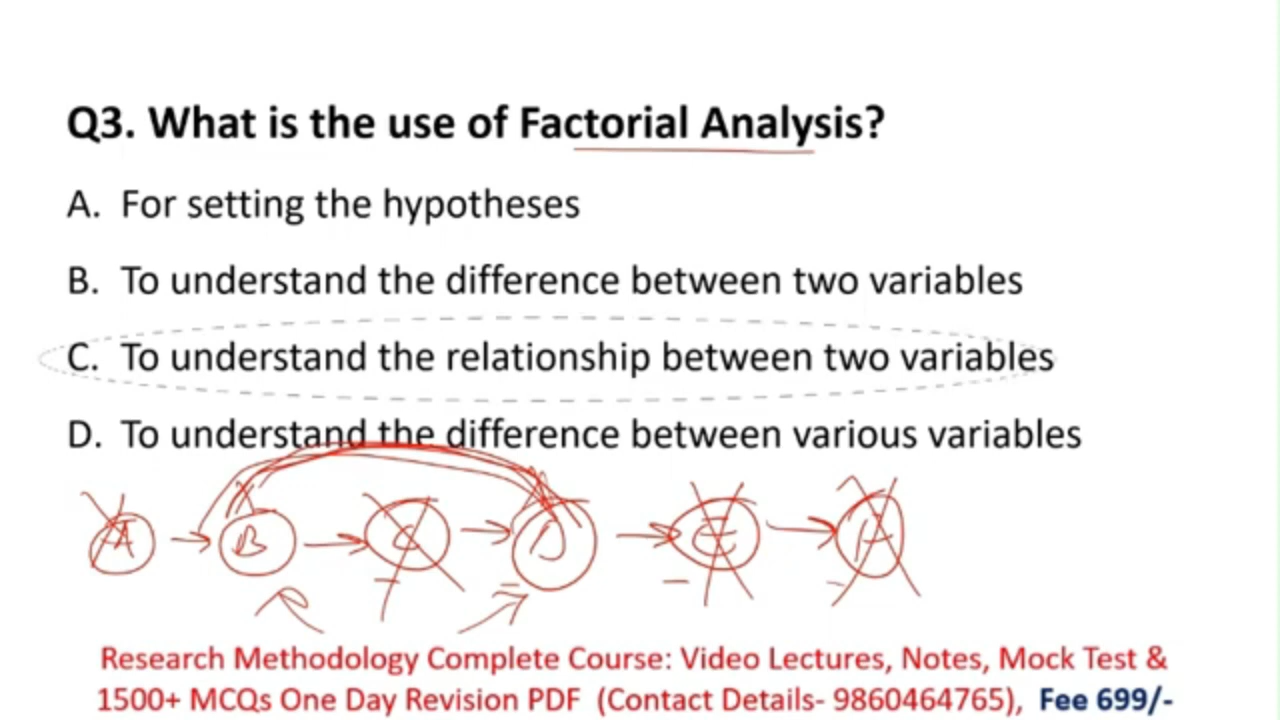 Q3. What is the use of Factorial Analysis?
A. For setting the hypotheses
B. To understand the difference between two variables
C. To understand the relationship between two variables
D. To understand the difference between various variables
A B C D E A
Research Methodology Complete Course: Video Lectures, Notes, Mock Test &
1500+ MCQs One Day Revision PDF (Contact Details- 9860464765), Fee 699/-